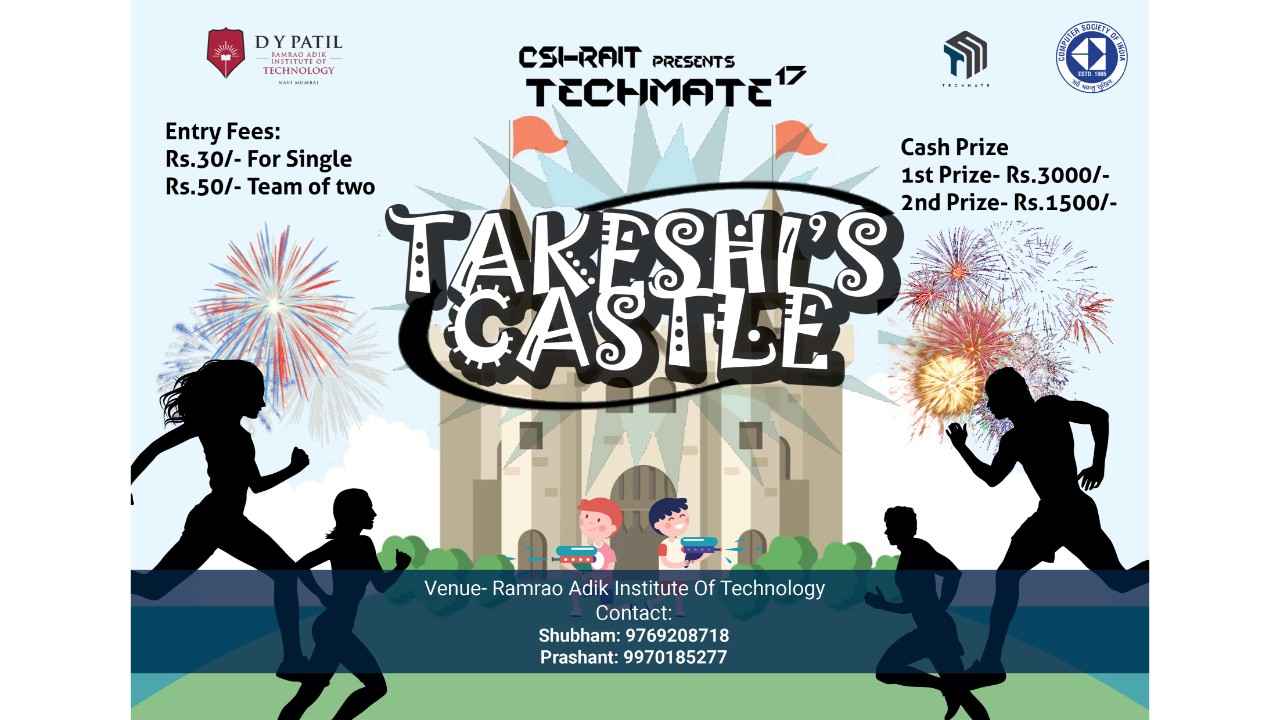 D Y PATIL
RAMRAO ADIK
INSTITUTE OF
TECHNOLOGY
NAVI MUMBAI
CSI-RAIT PRESENTS
TECHMATE'17
TECHMATE
COMPUTER SOCIETY OF INDIA
ESTD. 1965
Entry Fees:
Rs.30/- For Single
Rs.50/- Team of two
Cash Prize
1st Prize- Rs.3000/-
2nd Prize- Rs.1500/-
TAKESHI'S
CASTLE
Venue- Ramrao Adik Institute Of Technology
Contact:
Shubham: 9769208718
Prashant: 9970185277